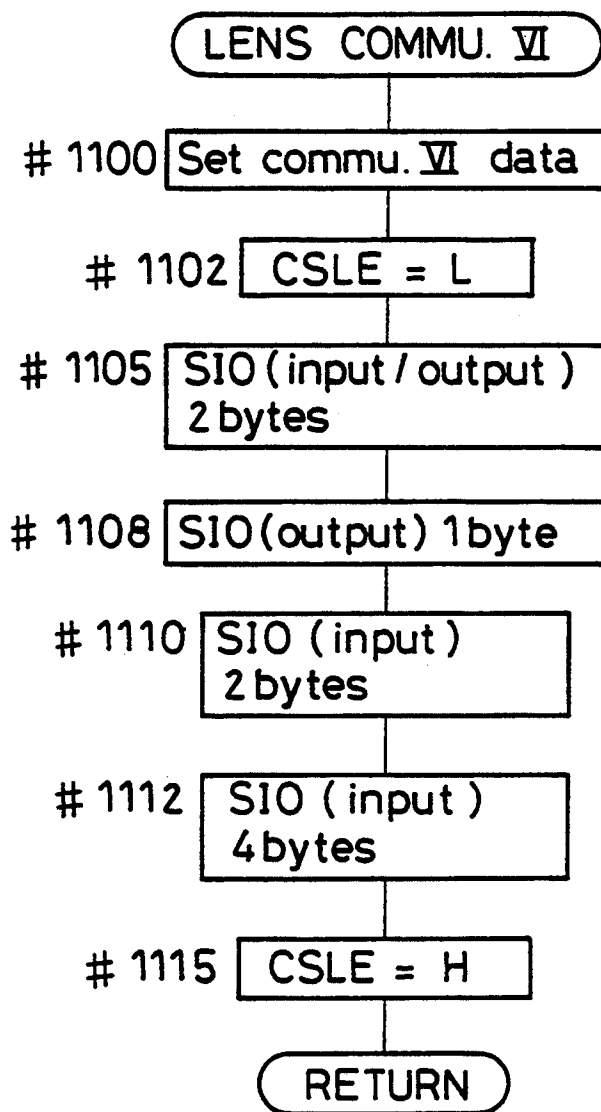 LENS COMMU. VI
# 1100 Set commu. VI data
# 1102 CSLE = L
# 1105 SIO (input / output)
2 bytes
# 1108 SIO (output) 1 byte
# 1110 SIO (input)
2 bytes
# 1112 SIO (input)
4 bytes
# 1115 CSLE = H
RETURN